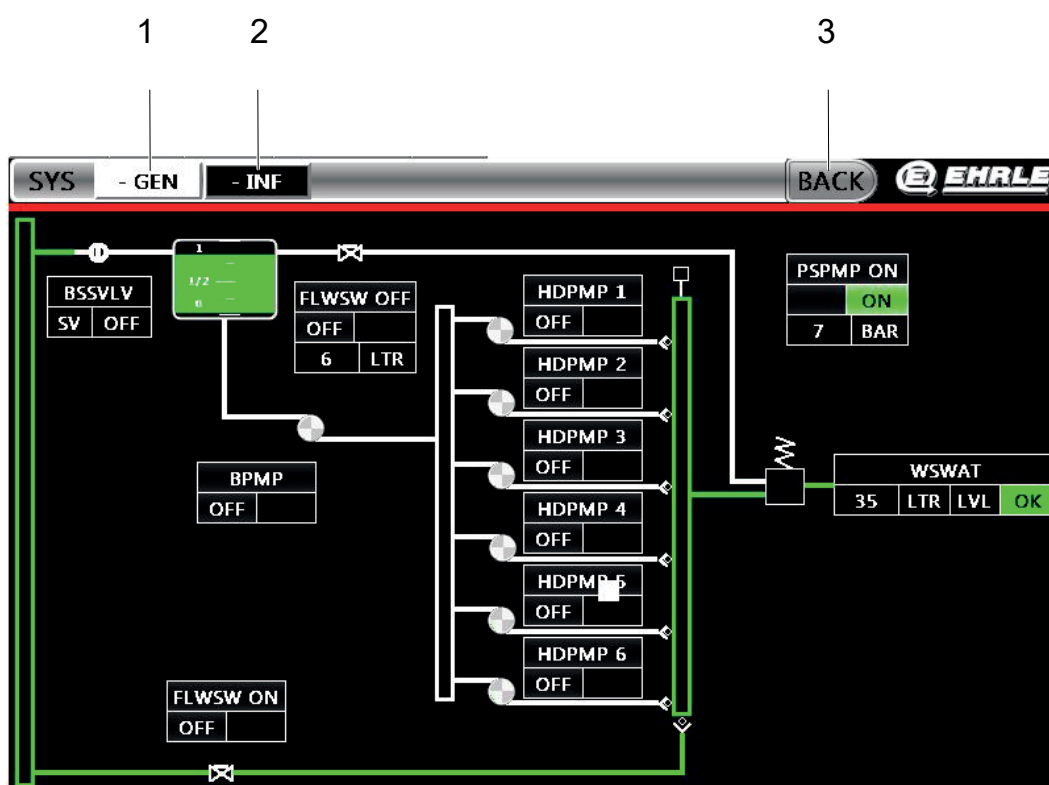 1 2 3
SYS - GEN - INF BACK EHRLE
1
1/2
0
BSSVLV
SV OFF
FLWSW OFF
OFF
6 LTR
HDPMP 1
OFF
HDPMP 2
OFF
HDPMP 3
OFF
HDPMP 4
OFF
HDPMP 5
OFF
HDPMP 6
OFF
PSPMP ON
ON
7 BAR
BPMP
OFF
WSWAT
35 LTR LVL OK
FLWSW ON
OFF